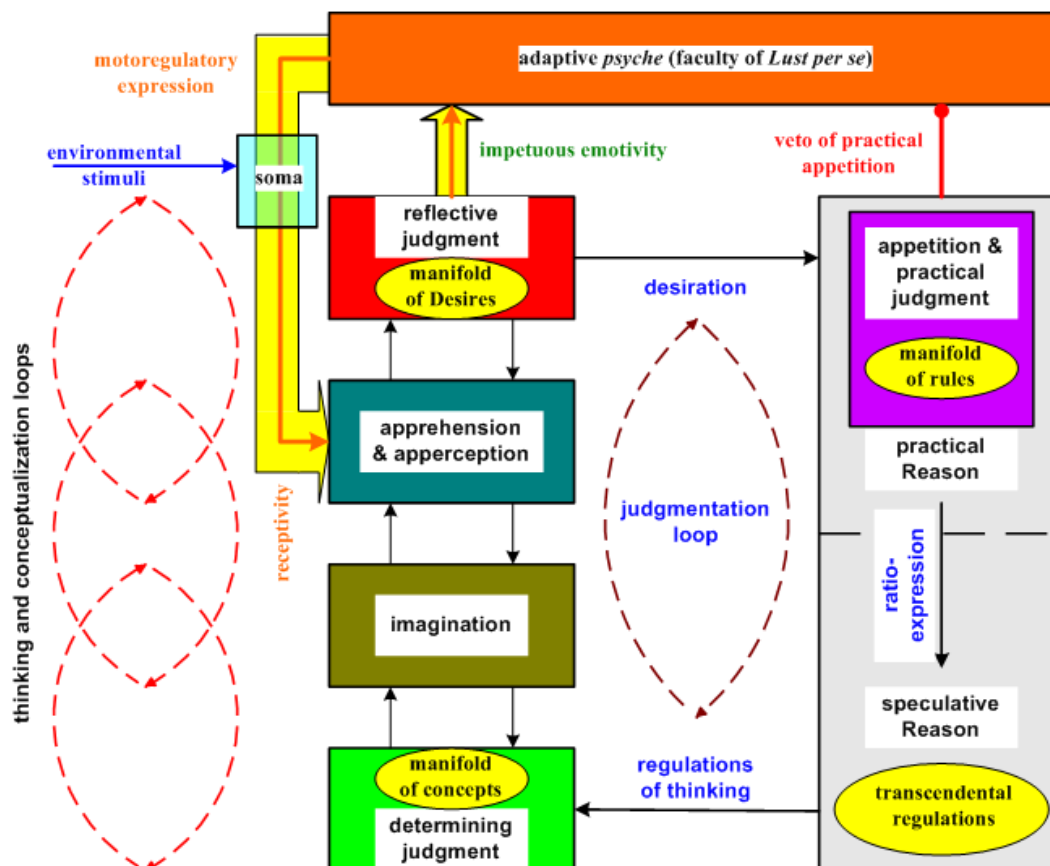 adaptive psyche (faculty of Lust per se)
motoregulatory
expression
environmental
stimuli
soma
impetuous emotivity
veto of practical
appetition
reflective
judgment
manifold
of Desires
desiration
appetition &
practical
judgment
manifold
of rules
practical
Reason
apprehension
& apperception
receptivity
judgmentation
loop
ratio-
expression
imagination
thinking and conceptualization loops
speculative
Reason
manifold
of concepts
determining
judgment
regulations
of thinking
transcendental
regulations